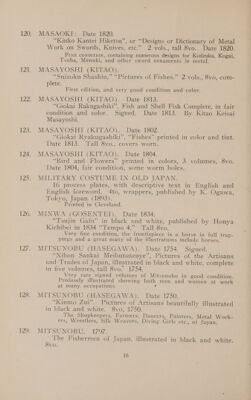 120. MASAOKI. Date 1820.
"Kinko Kantei Hiketsu", or "Designs or Dictionary of Metal
Work on Swords, Knives, etc." 2 vols., tall 8vo. Date 1820.
Fine cover, containing numerous designs for Kodzuka, Kogai,
Tsuba, Menuki, and other sword ornaments in metal.
121. MASAYOSHI (KITAO).
"Suizoku Shashin," "Pictures of Fishes." 2 vols., 8vo, com-
plete.
First edition, and very good condition and color.
122. MASAYOSHI (KITAO). Date 1813.
"Gokai Rakugashiki", Fish and Shell Fish Complete, in fair
condition and color. Signed. Date 1813. By Kitao Keisai
Masayoshi.
123. MASAYOSHI (KITAO). Date 1802.
"Giokai Ryakugashiki", "Fishes" printed in color and tint.
Date 1813. Tall 8vo., covers worn.
124. MASAYOSHI (KITAO). Date 1804.
"Bird and Flowers" printed in colors, 3 volumes, 8vo.
Date 1804, fair condition, some worm holes.
125. MILITARY COSTUME IN OLD JAPAN.
16 process plates, with descriptive text in English and
English foreword. 4to, wrappers, published by K. Ogawa,
Tokyo, Japan (1893).
Printed in Cleveland.
126. MINWA (GOSENTEI). Date 1836.
"Tsujin Gain" in black and white, published by Honya
Kichibei in 1834 "Tempo 4." Tall 8vo.
Very fine condition, the frontispiece is a horse in full trap-
pings and a great many of the illustrations include horses.
127. MITSUNOBU (HASEGAWA). Date 1754. Signed.
"Nihon Sankai Meibutsuzuye", Pictures of the Artisans
and Trades of Japan, illustrated in black and white, complete
in five volumes, tall 8vo. 1754.
Very rare signed volumes of Mitsunobu in good condition.
Profusely illustrated showing both men and women at work
at many occupations.
128. MITSUNOBU (HASEGAWA). Date 1750.
"Kiemo Zui". Pictures of Artisans beautifully illustrated
in black and white. 8vo, 1750.
The Shopkeepers, Farmers, Dancers, Painters, Metal Work-
ers, Wrestlers, Silk Weavers, Diving Girls etc., of Japan.
129. MITSUNOBU. 1797.
The Fishermen of Japan, illustrated in black and white.
8vo.
16